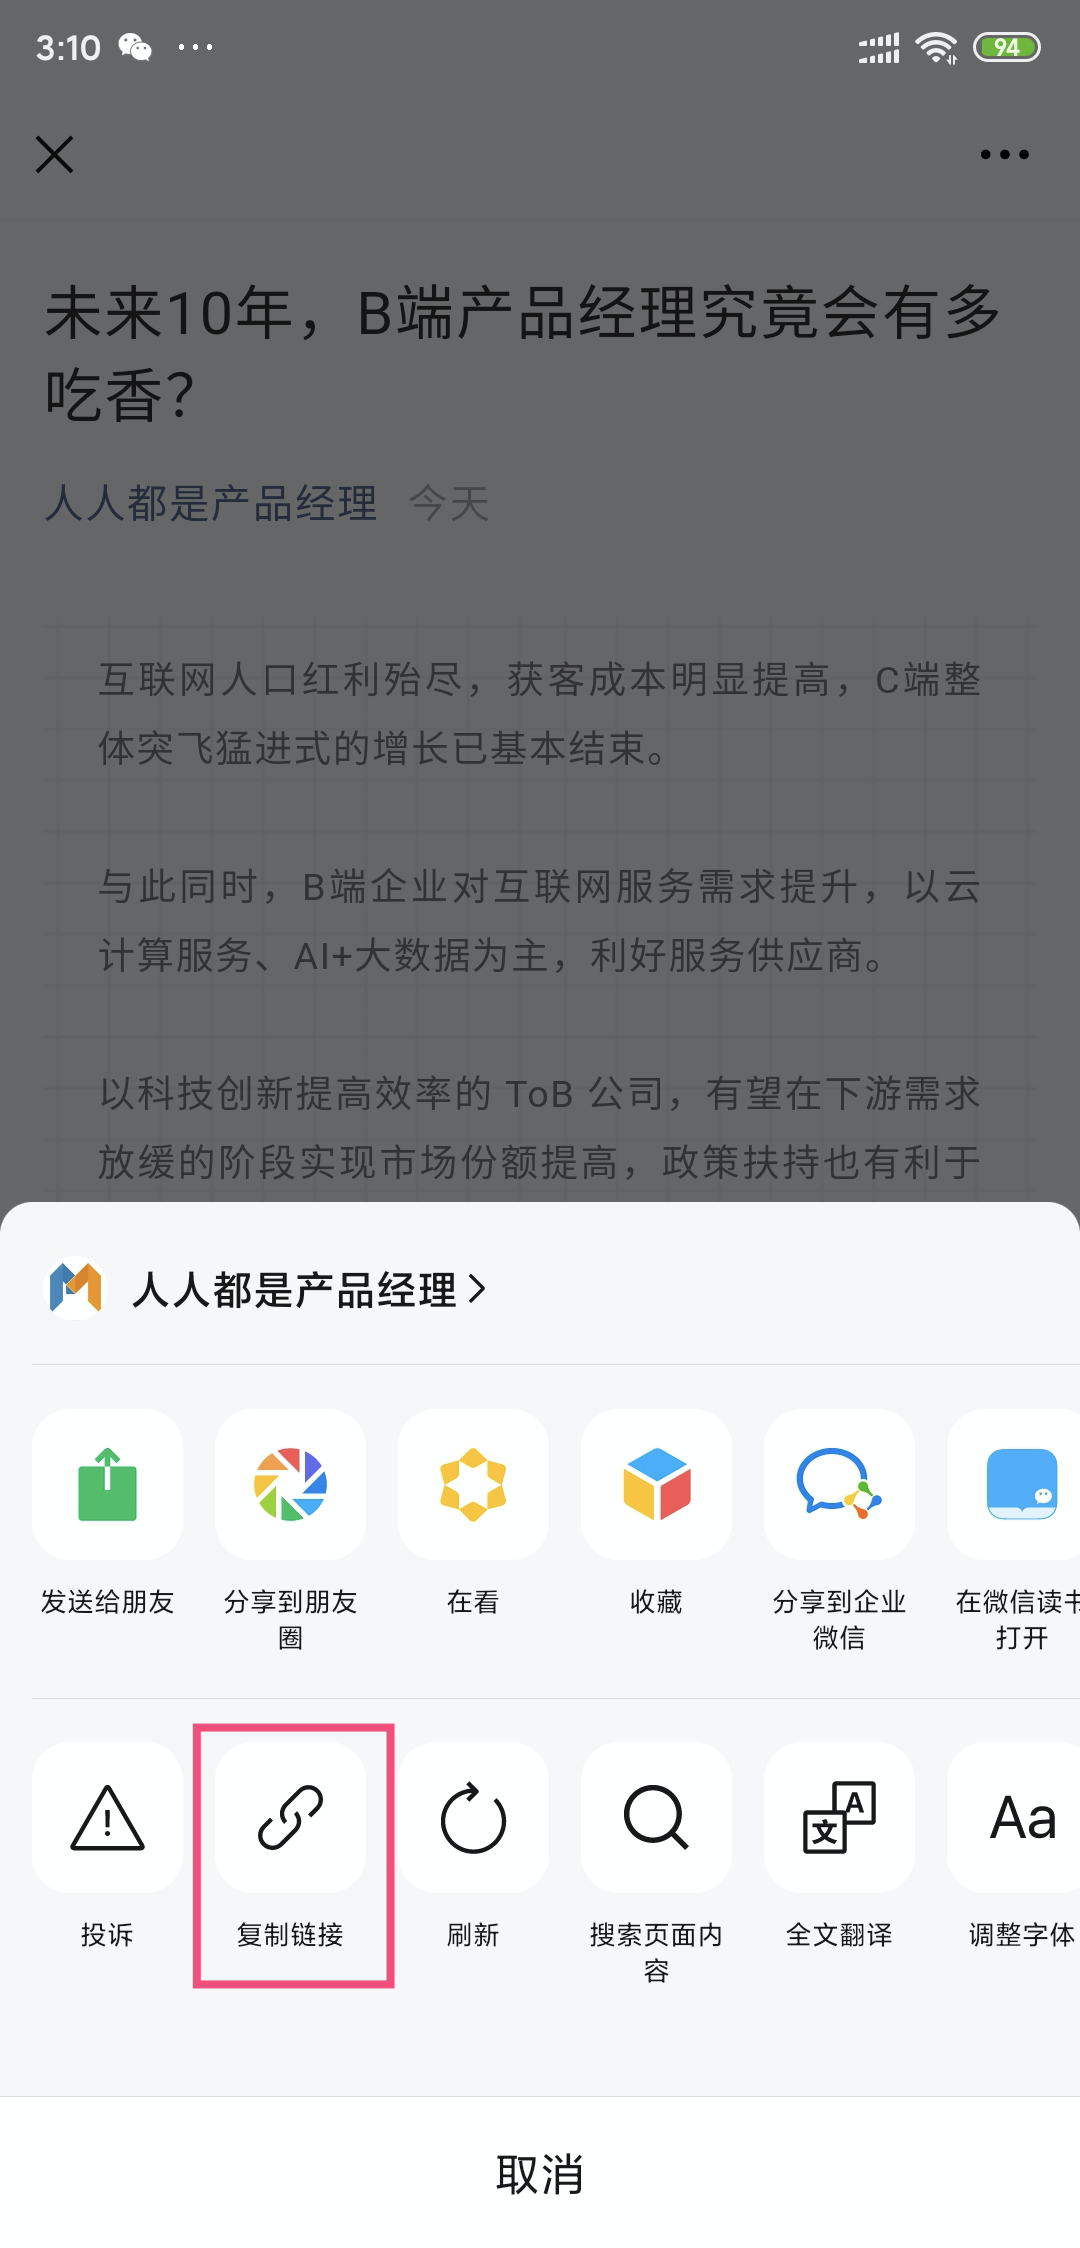 3:10
94
未来10年，B端产品经理究竟会有多
吃香？
人人都是产品经理 今天
互联网人口红利殆尽，获客成本明显提高，C端整
体突飞猛进式的增长已基本结束。
与此同时，B端企业对互联网服务需求提升，以云
计算服务、AI+大数据为主，利好服务供应商。
以科技创新提高效率的 ToB 公司，有望在下游需求
放缓的阶段实现市场份额提高，政策扶持也有利于
人人都是产品经理
发送给朋友
分享到朋友
圈
在看
收藏
分享到企业
微信
在微信读书
打开
文 A
Aa
投诉
复制链接
刷新
搜索页面内
容
全文翻译
调整字体
取消